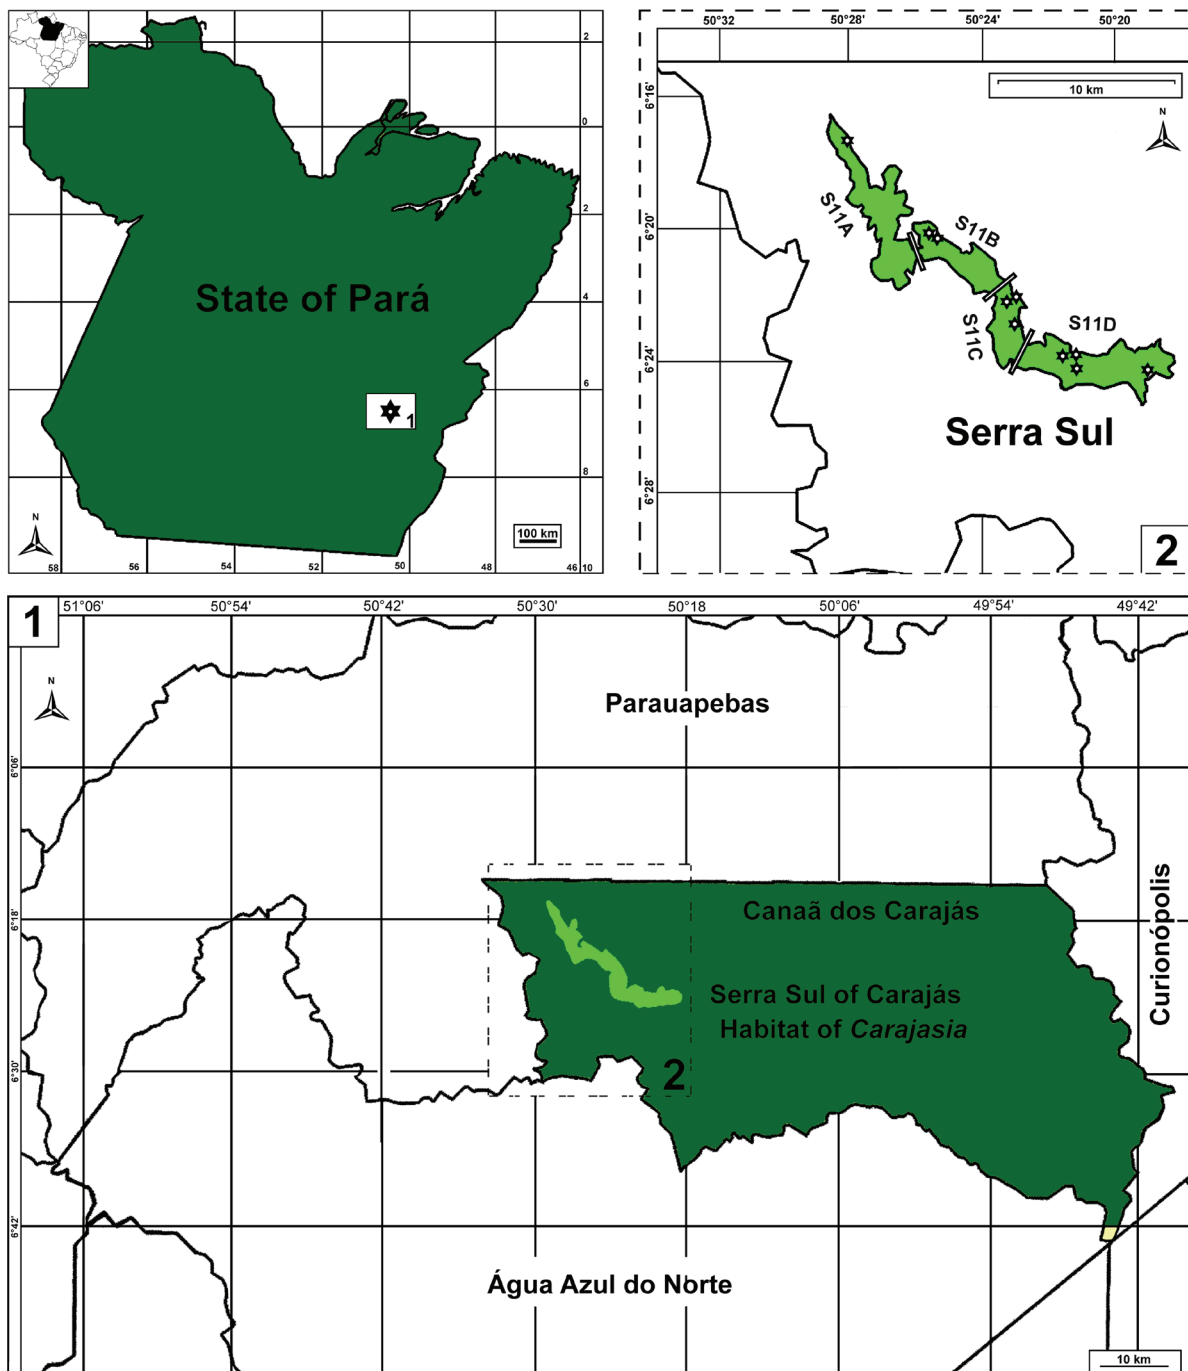 2
0
2
State of Pará
4
6
1
8
N
100 km
58
56
54
52
50
48
46
10
50°32
50°28'
50°24
50°20
10 km
6°16'
N
S11A
S11B
6°20
S11C
S11D
6°24
Serra Sul
6°28'
2
1
51°06'
50°54'
50°42'
50°30'
50°18'
50°06'
49°54'
49°42'
N
Parauapebas
6°06'
Canaã dos Carajás
6°18'
Curionópolis
Serra Sul of Carajás
Habitat of Carajasia
6°30'
2
6°42'
Água Azul do Norte
10 km